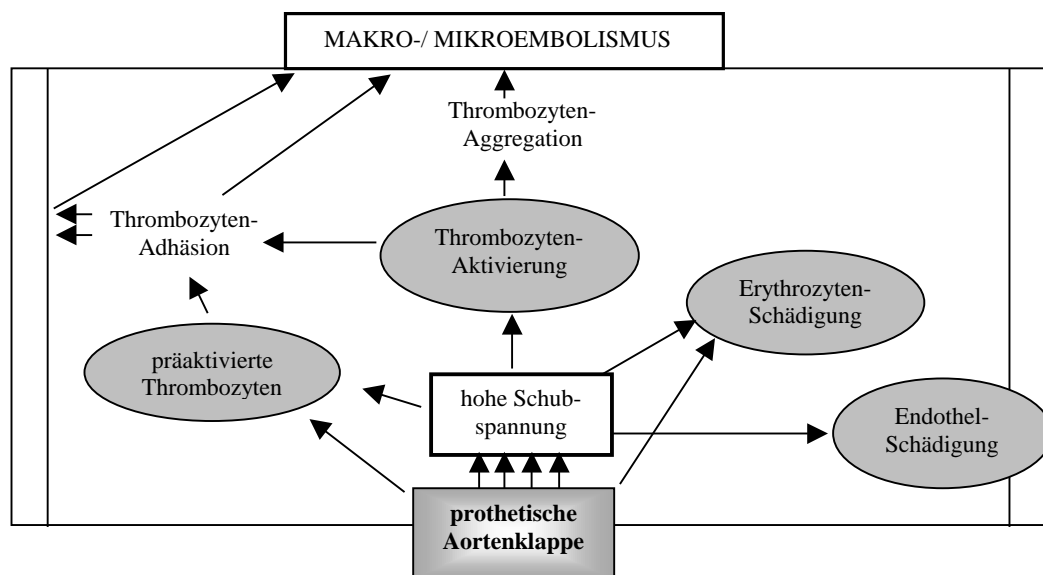 MAKRO-/ MIKROEMBOLISMUS
Thrombozyten-
Aggregation
Thrombozyten-
Adhäsion
Thrombozyten-
Aktivierung
Erythrozyten-
Schädigung
präaktivierte
Thrombozyten
hohe Schub-
spannung
Endothel-
Schädigung
prothetische
Aortenklappe